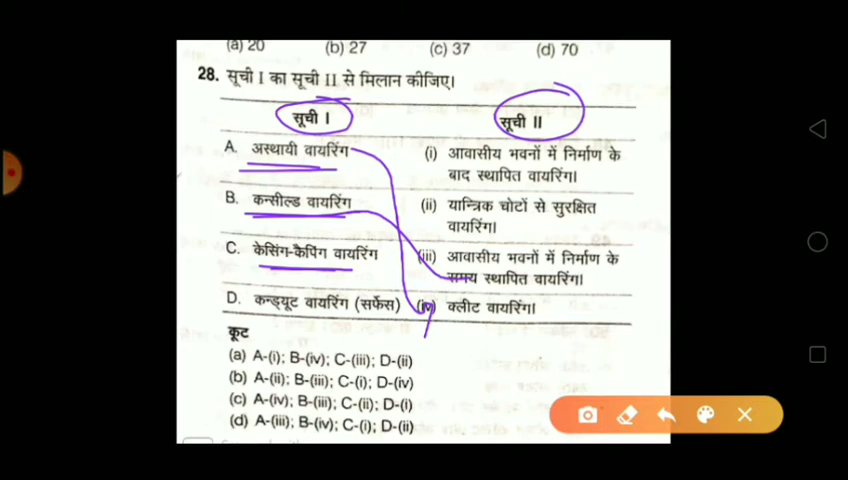 (a) 20 (b) 27 (c) 37 (d) 70
28. सूची I का सूची II से मिलान कीजिए।
सूची I सूची II
A. अस्थायी वायरिंग (i) आवासीय भवनों में निर्माण के
बाद स्थापित वायरिंग।
B. कन्सील्ड वायरिंग (ii) यान्त्रिक चोटों से सुरक्षित
वायरिंग।
C. केसिंग-कैपिंग वायरिंग (iii) आवासीय भवनों में निर्माण के
समय स्थापित वायरिंग।
D. कन्ड्यूट वायरिंग (सर्फेस) (iv) क्लीट वायरिंग।
कूट
(a) A-(i); B-(iv); C-(iii); D-(ii)
(b) A-(ii); B-(iii); C-(i); D-(iv)
(c) A-(iv); B-(iii); C-(ii); D-(i)
(d) A-(iii); B-(iv); C-(i); D-(ii)